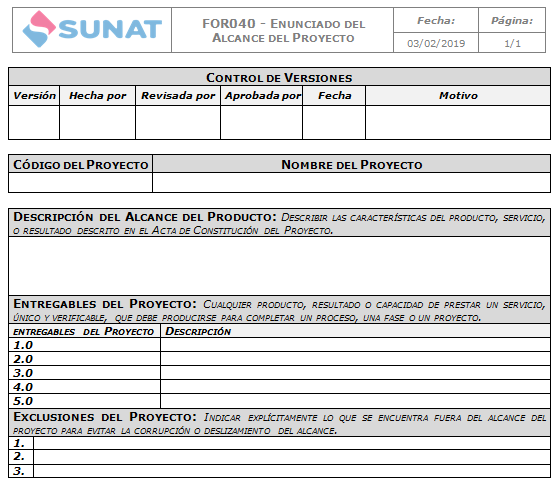 SUNAT
FOR040 - Enunciado del
Alcance del Proyecto
Fecha:
Página:
03/02/2019
1/1
Control de Versiones
Versión Hecha por Revisada por Aprobada por Fecha Motivo
Código del Proyecto Nombre del Proyecto
Descripción del Alcance del Producto: Describir las características del producto, servicio,
o resultado descrito en el Acta de Constitución del Proyecto.
Entregables del Proyecto: Cualquier producto, resultado o capacidad de prestar un servicio,
único y verificable, que debe producirse para completar un proceso, una fase o un proyecto.
entregables del Proyecto Descripción
1.0
2.0
3.0
4.0
5.0
Exclusiones del Proyecto: Indicar explícitamente lo que se encuentra fuera del alcance del
proyecto para evitar la corrupción o deslizamiento del alcance.
1.
2.
3.